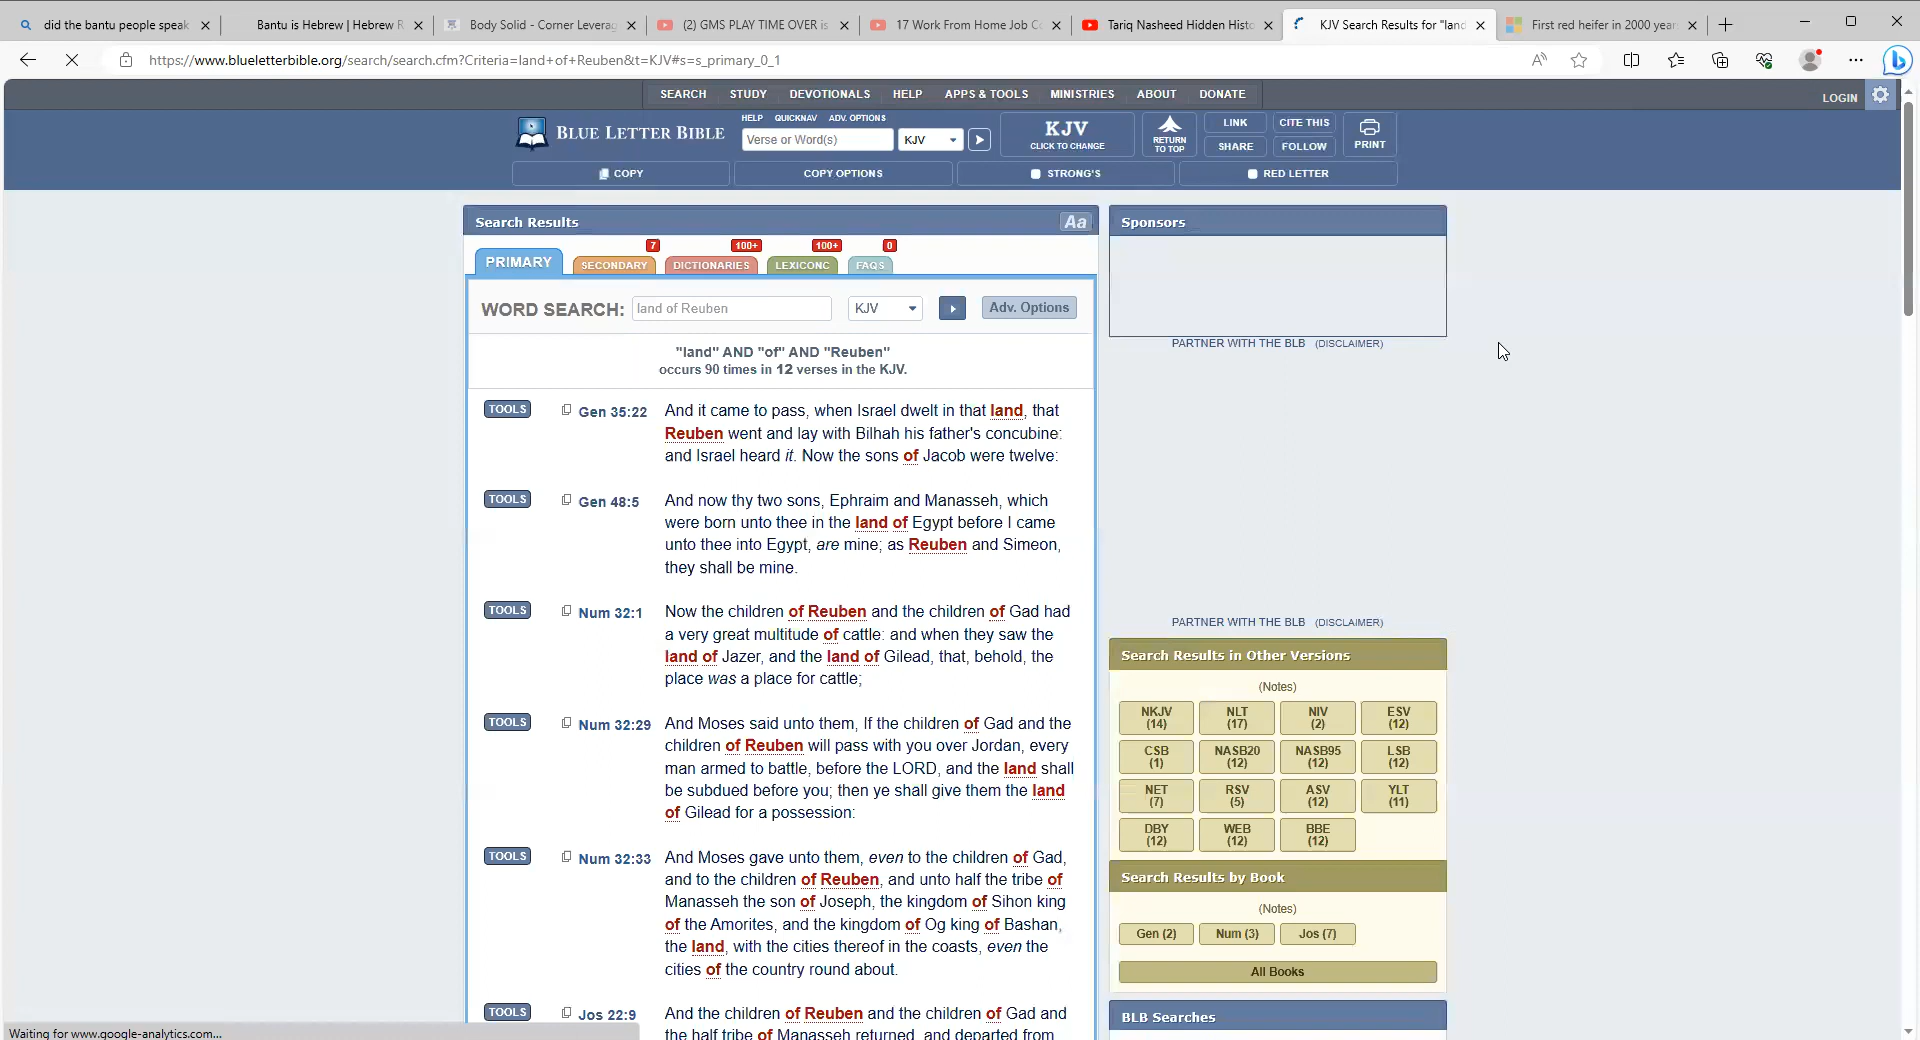 did the bantu people speak
Bantu is Hebrew | Hebrew R
Body Solid - Corner Leverag
(2) GMS PLAY TIME OVER is
17 Work From Home Job Co
Tariq Nasheed Hidden Histo
KJV Search Results for "land
First red heifer in 2000 year
https://www.blueletterbible.org/search/search.cfm?Criteria=land+of+Reuben&t=KJV#s=s_primary_0_1
SEARCH STUDY DEVOTIONALS HELP APPS & TOOLS MINISTRIES ABOUT DONATE
LOGIN
BLUE LETTER BIBLE
HELP QUICKNAV ADV. OPTIONS
Verse or Word(s) KJV
KJV
CLICK TO CHANGE
RETURN
TO TOP
LINK CITE THIS
SHARE FOLLOW
PRINT
COPY COPY OPTIONS STRONG'S RED LETTER
Search Results Aa
7 100+ 100+ 0
PRIMARY SECONDARY DICTIONARIES LEXICONC FAQS
WORD SEARCH: land of Reuben KJV Adv. Options
"land" AND "of" AND "Reuben"
occurs 90 times in 12 verses in the KJV.
TOOLS Gen 35:22 And it came to pass, when Israel dwelt in that land, that
Reuben went and lay with Bilhah his father's concubine:
and Israel heard it. Now the sons of Jacob were twelve:
TOOLS Gen 48:5 And now thy two sons, Ephraim and Manasseh, which
were born unto thee in the land of Egypt before I came
unto thee into Egypt, are mine; as Reuben and Simeon,
they shall be mine.
TOOLS Num 32:1 Now the children of Reuben and the children of Gad had
a very great multitude of cattle: and when they saw the
land of Jazer, and the land of Gilead, that, behold, the
place was a place for cattle;
TOOLS Num 32:29 And Moses said unto them, If the children of Gad and the
children of Reuben will pass with you over Jordan, every
man armed to battle, before the LORD, and the land shall
be subdued before you; then ye shall give them the land
of Gilead for a possession:
TOOLS Num 32:33 And Moses gave unto them, even to the children of Gad,
and to the children of Reuben, and unto half the tribe of
Manasseh the son of Joseph, the kingdom of Sihon king
of the Amorites, and the kingdom of Og king of Bashan,
the land, with the cities thereof in the coasts, even the
cities of the country round about.
TOOLS Jos 22:9 And the children of Reuben and the children of Gad and
the half tribe of Manasseh returned, and departed from
Sponsors
PARTNER WITH THE BLB (DISCLAIMER)
PARTNER WITH THE BLB (DISCLAIMER)
Search Results in Other Versions
(Notes)
NKJV NLT NIV ESV
(14) (17) (2) (12)
CSB NASB20 NASB95 LSB
(1) (12) (12) (12)
NET RSV ASV YLT
(7) (5) (12) (11)
DBY WEB BBE
(12) (12) (12)
Search Results by Book
(Notes)
Gen (2) Num (3) Jos (7)
All Books
BLB Searches
Waiting for www.google-analytics.com...